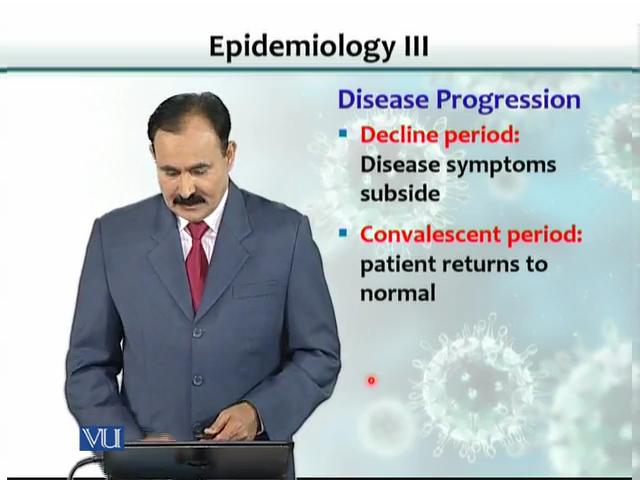 Epidemiology III
Disease Progression
Decline period:
Disease symptoms
subside
Convalescent period:
patient returns to
normal
VU